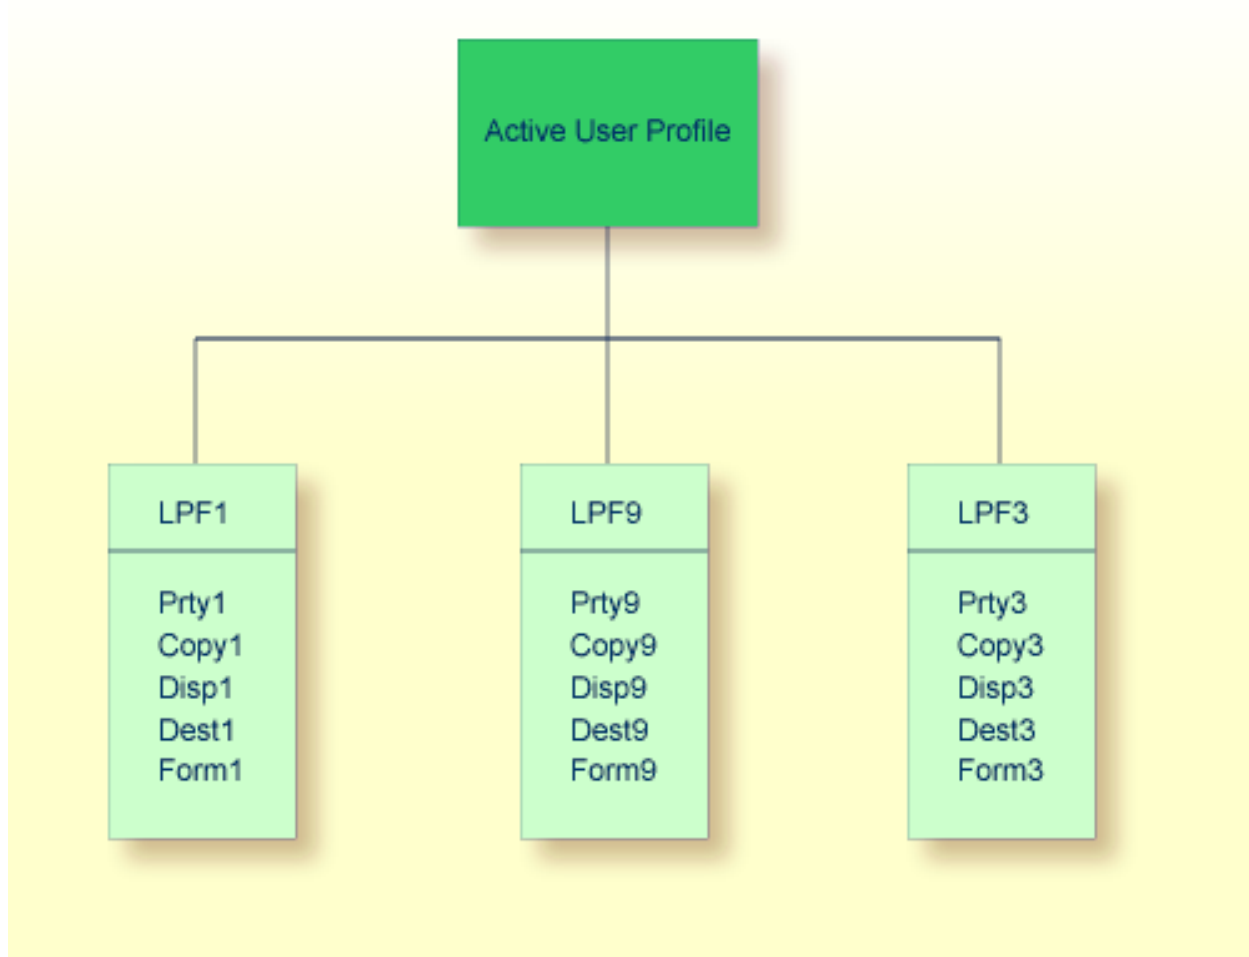 Active User Profile
LPF1
Prty1
Copy1
Disp1
Dest1
Form1
LPF9
Prty9
Copy9
Disp9
Dest9
Form9
LPF3
Prty3
Copy3
Disp3
Dest3
Form3